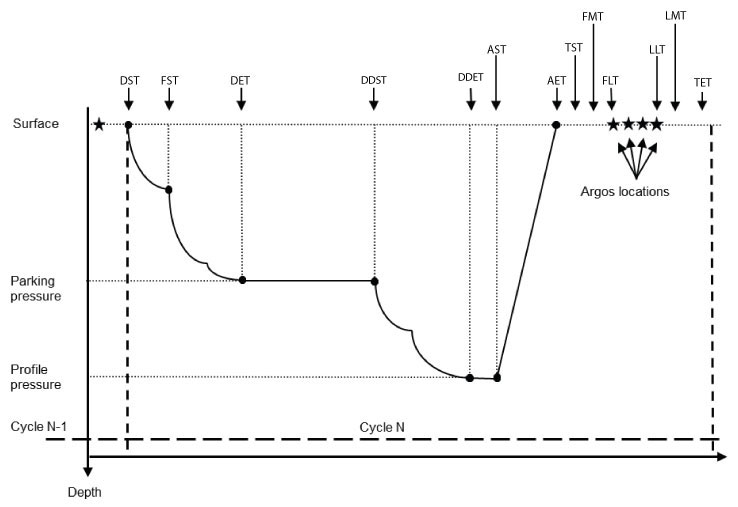 FMT
LMT
AST
TST
LLT
DST
FST
DET
DDST
DDET
AET
FLT
TET
Surface
Argos locations
Parking
pressure
Profile
pressure
Cycle N-1
Cycle N
Depth